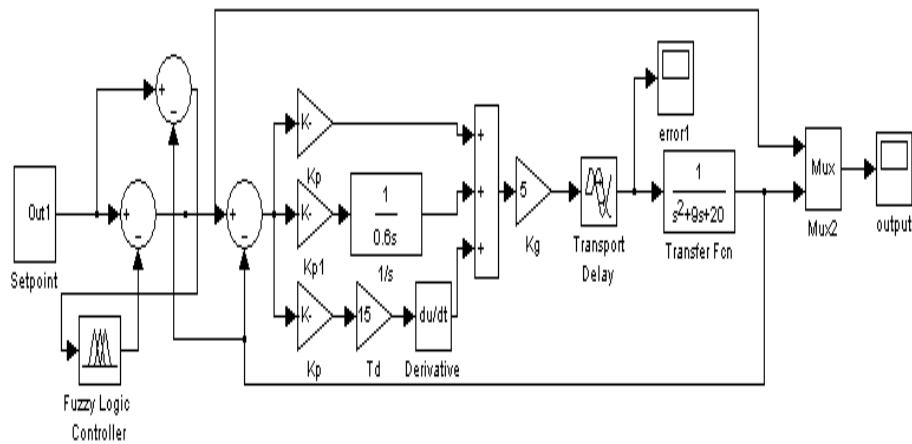 +
−
Out1
Setpoint
+
−
+
−
Fuzzy Logic
Controller
K-
Kp
K-
Kp1
1
0.6s
1/s
K-
Kp
15
Td
du/dt
Derivative
+
+
+
5
Kg
Transport
Delay
error1
1
s²+9s+20
Transfer Fcn
Mux
Mux2
output